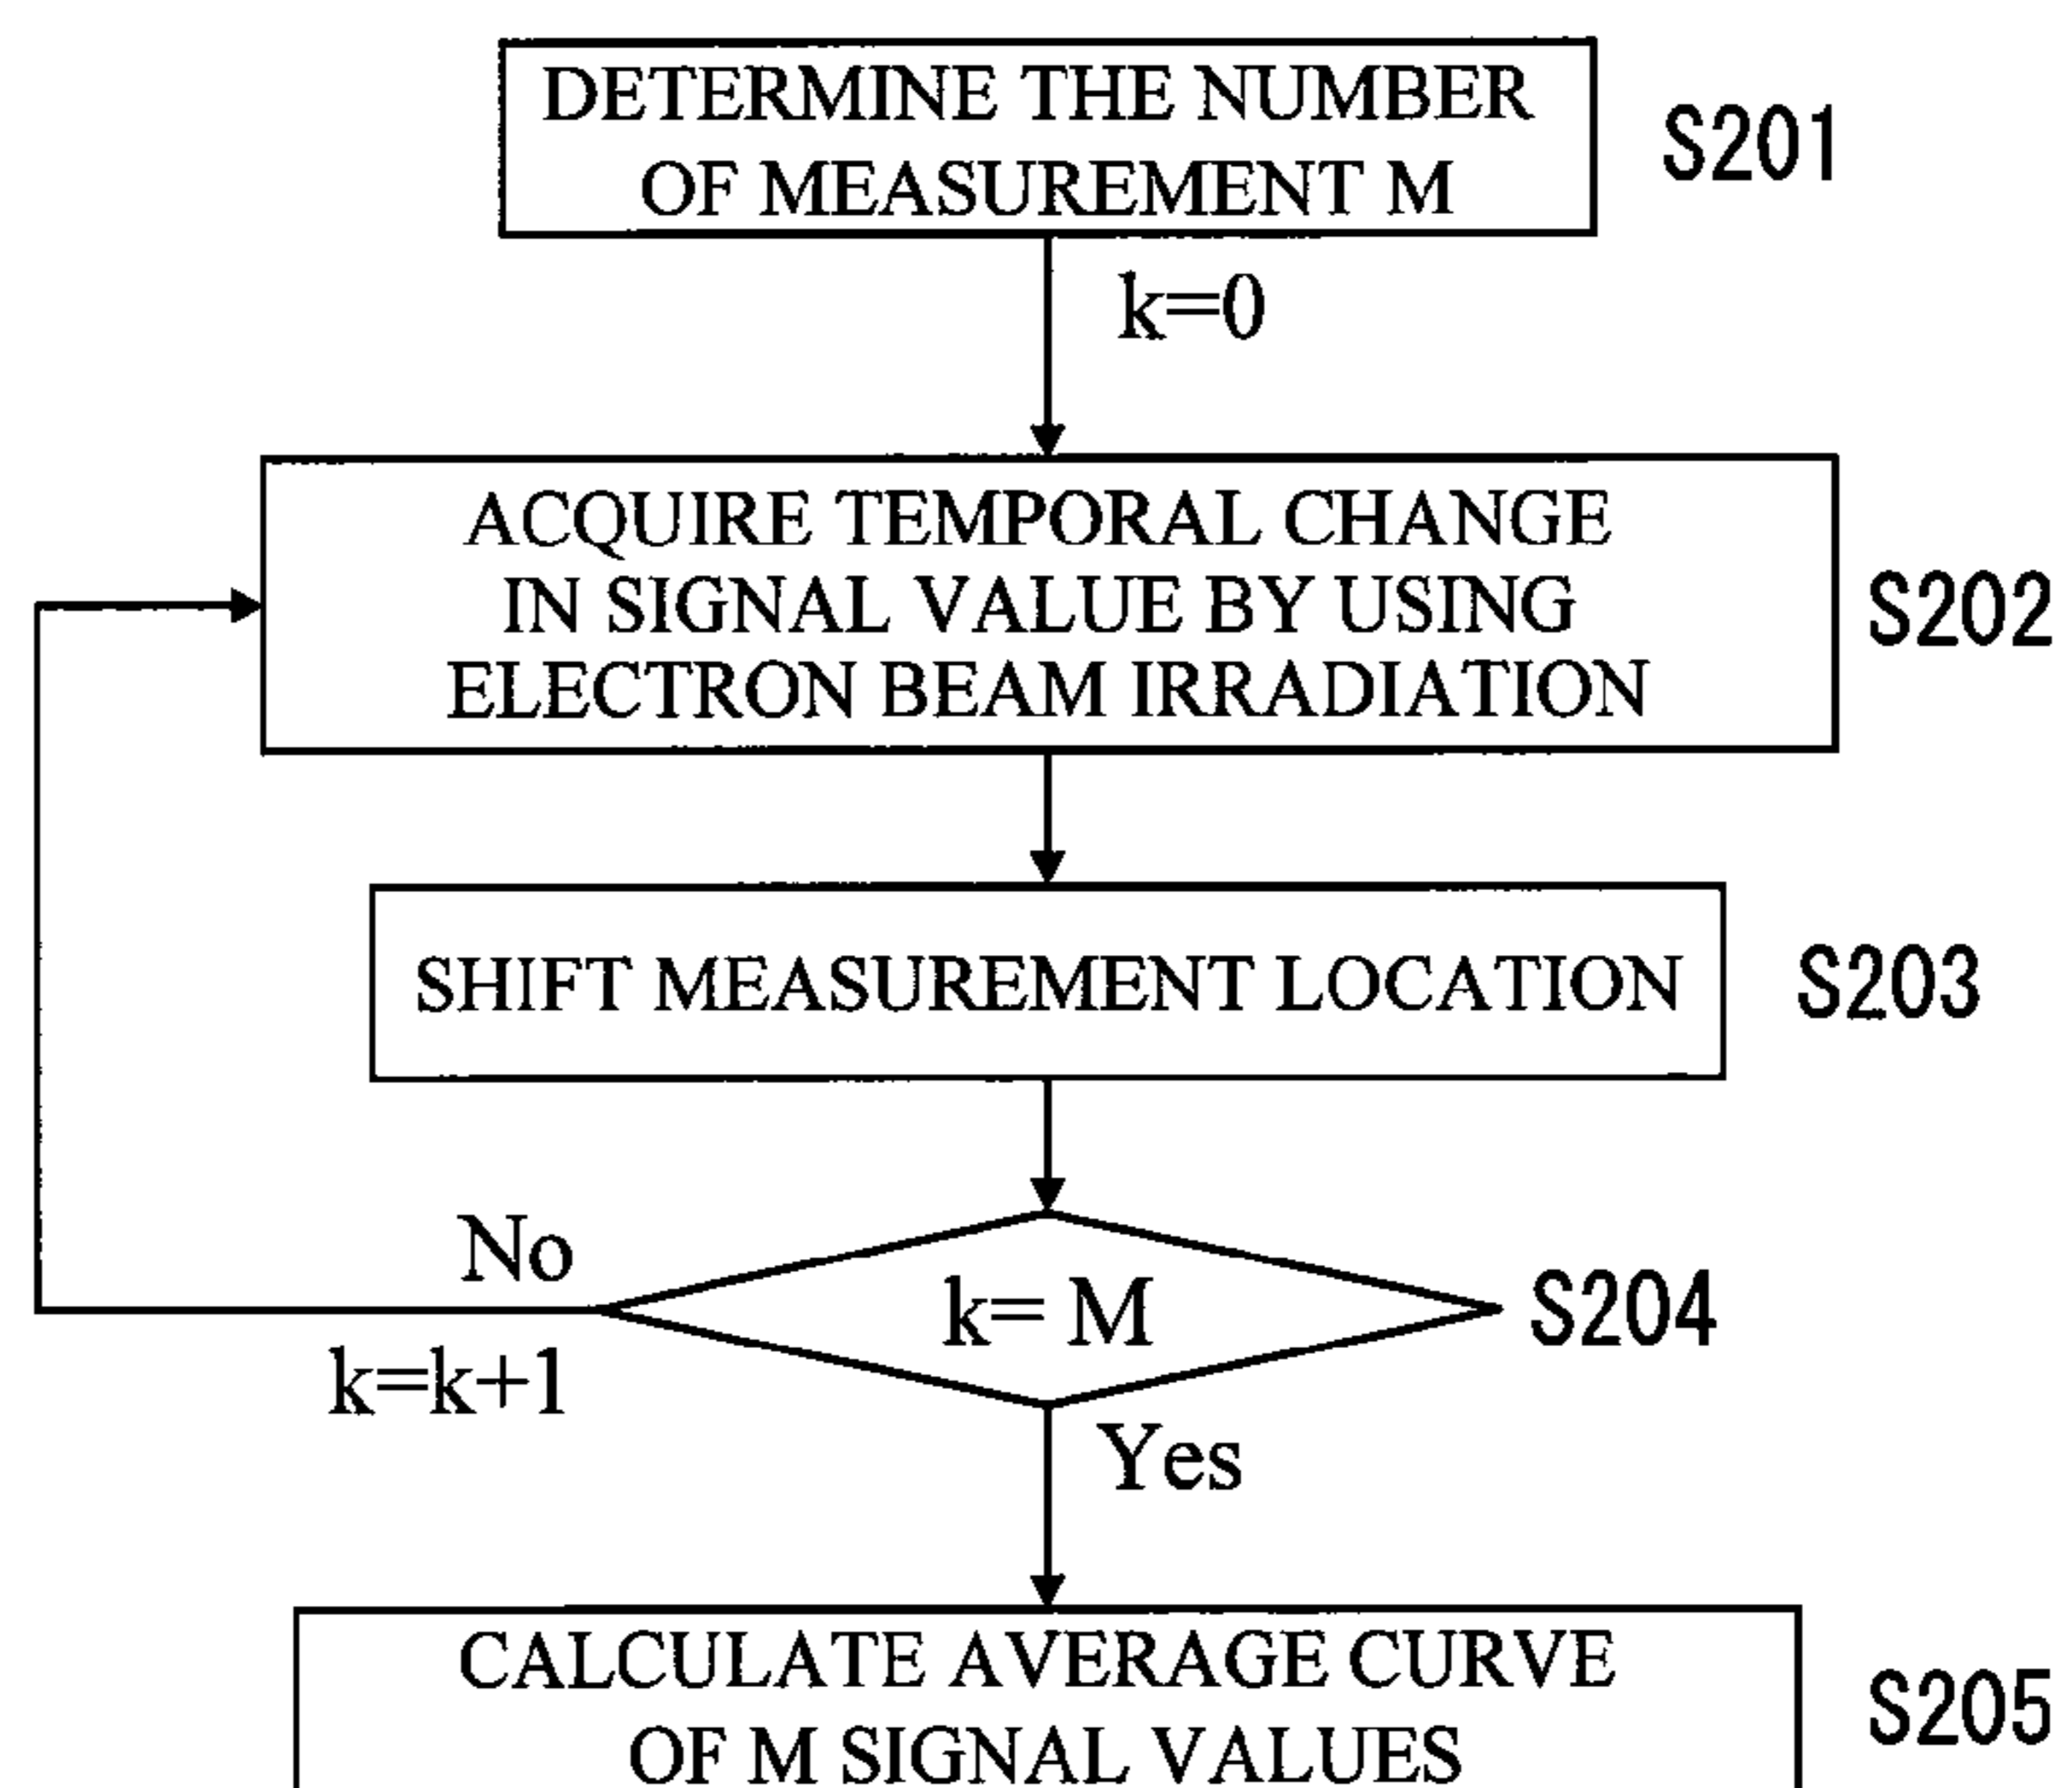 DETERMINE THE NUMBER
OF MEASUREMENT M
S201
k=0
ACQUIRE TEMPORAL CHANGE
IN SIGNAL VALUE BY USING
ELECTRON BEAM IRRADIATION
S202
SHIFT MEASUREMENT LOCATION
S203
No
k= M
S204
k=k+1
Yes
CALCULATE AVERAGE CURVE
OF M SIGNAL VALUES
S205